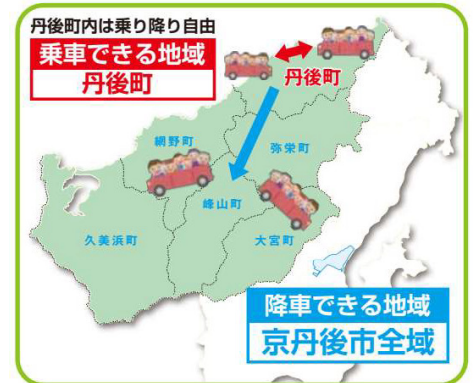 丹後町内は乗り降り自由
乗車できる地域
丹後町
丹後町
網野町
弥栄町
峰山町
久美浜町
大宮町
降車できる地域
京丹後市全域